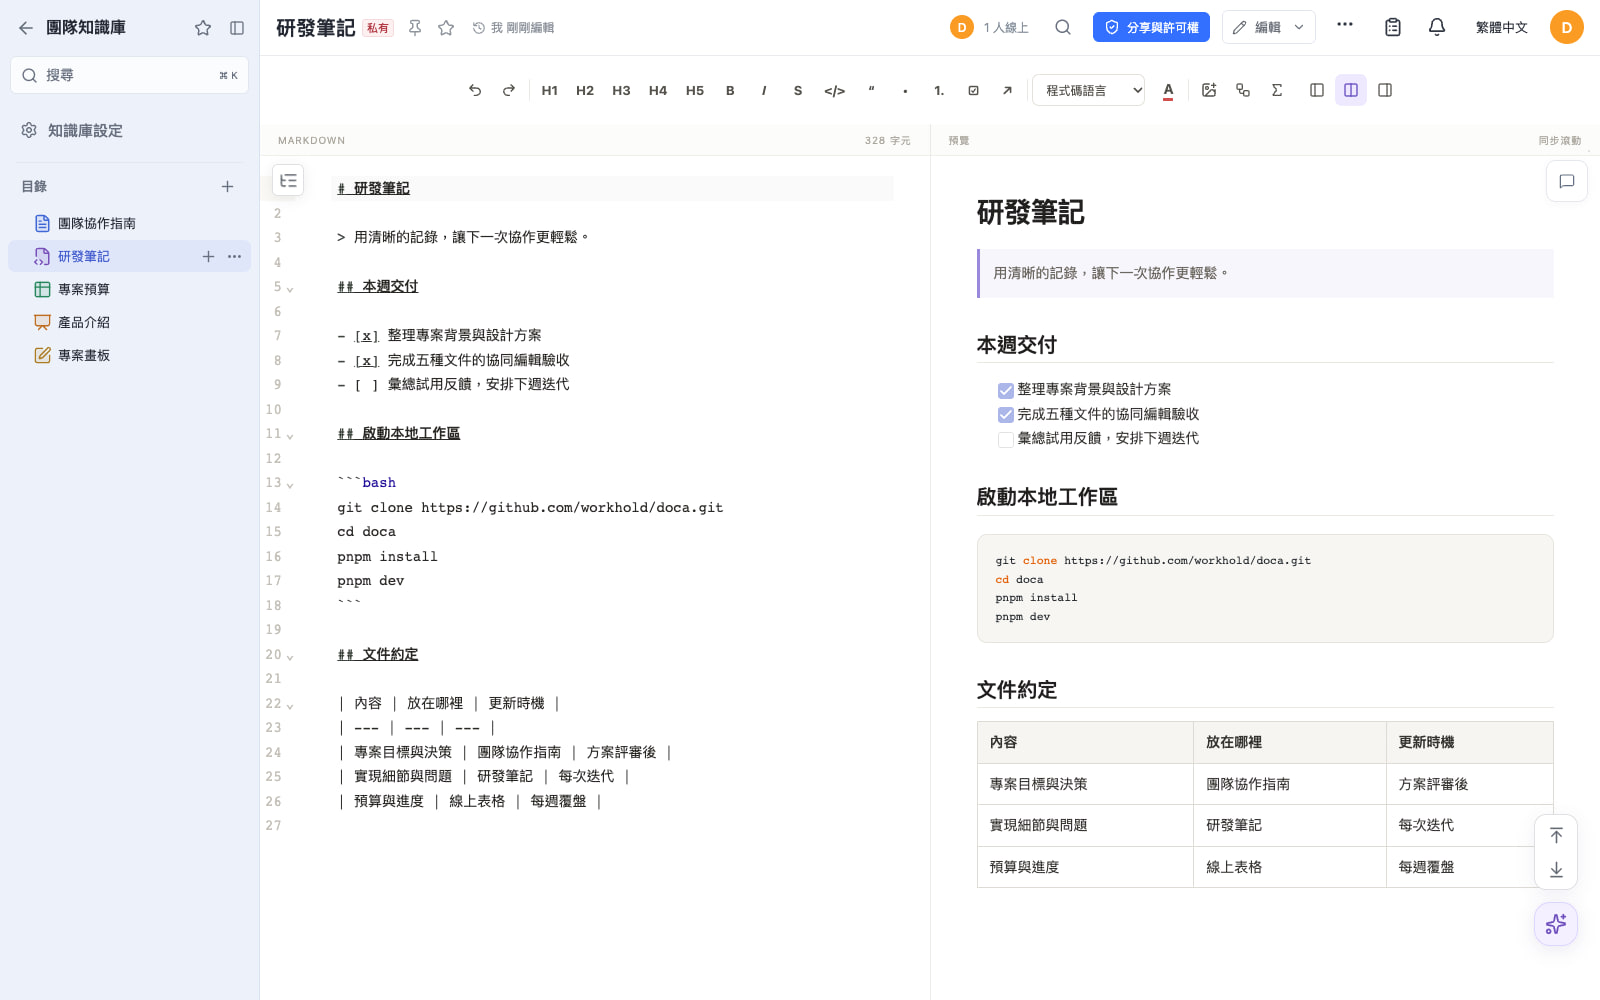 團隊知識庫
搜尋
⌘ K
知識庫設定
目錄
團隊協作指南
研發筆記
專案預算
產品介紹
專案畫板
研發筆記
私有
我 剛剛編輯
D
1 人線上
分享與許可權
編輯
繁體中文
D
H1 H2 H3 H4 H5 B I S </> “ • 1.
程式碼語言
A
MARKDOWN
328 字元
# 研發筆記
2
3 > 用清晰的記錄，讓下一次協作更輕鬆。
4
5 ## 本週交付
6
7 - [x] 整理專案背景與設計方案
8 - [x] 完成五種文件的協同編輯驗收
9 - [ ] 彙總試用反饋，安排下週迭代
10
11 ## 啟動本地工作區
12
13 ```bash
14 git clone https://github.com/workhold/doca.git
15 cd doca
16 pnpm install
17 pnpm dev
18 ```
19
20 ## 文件約定
21
22 | 內容 | 放在哪裡 | 更新時機 |
23 | --- | --- | --- |
24 | 專案目標與決策 | 團隊協作指南 | 方案評審後 |
25 | 實現細節與問題 | 研發筆記 | 每次迭代 |
26 | 預算與進度 | 線上表格 | 每週覆盤 |
27
預覽
同步滾動
研發筆記
用清晰的記錄，讓下一次協作更輕鬆。
本週交付
整理專案背景與設計方案
完成五種文件的協同編輯驗收
彙總試用反饋，安排下週迭代
啟動本地工作區
git clone https://github.com/workhold/doca.git
cd doca
pnpm install
pnpm dev
文件約定
內容 放在哪裡 更新時機
專案目標與決策 團隊協作指南 方案評審後
實現細節與問題 研發筆記 每次迭代
預算與進度 線上表格 每週覆盤